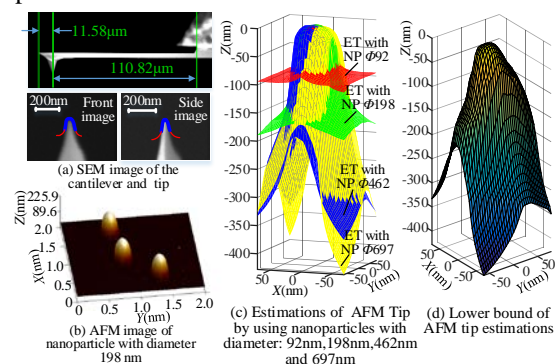 11.58μm
110.82μm
200nm Front image
200nm Side image
(a) SEM image of the
cantilever and tip
Z(nm)
225.9
89.6
2.0
1.5
1.0
0.5
0
X(nm)
0 0.5 1.0 2.0
Y(nm)
(b) AFM image of
nanoparticle with diameter
198 nm
Z(nm)
0
-50
-100
-150
-200
-250
-300
-350
-400
ET with
NP Φ92
ET with
NP Φ198
ET with
NP Φ462
ET with
NP Φ697
50 0 -50
X(nm)
50 0 -50
Y(nm)
(c) Estimations of AFM Tip
by using nanoparticles with
diameter: 92nm,198nm,462nm
and 697nm
Z(nm)
0
-50
-100
-150
-200
-250
-300
-350
-400
50 0 -50
X(nm)
50 0 -50
Y(nm)
(d) Lower bound of
AFM tip estimations